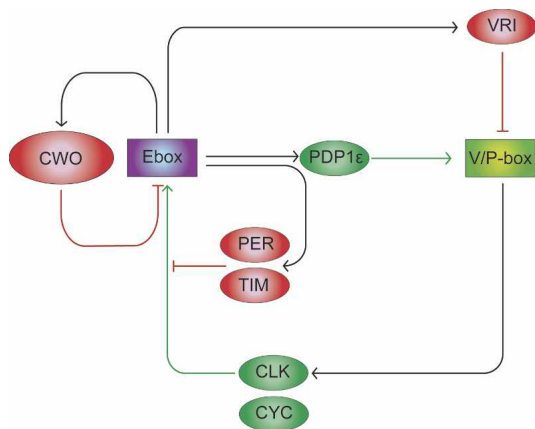 VRI
CWO
Ebox
PDP1ε
V/P-box
PER
TIM
CLK
CYC